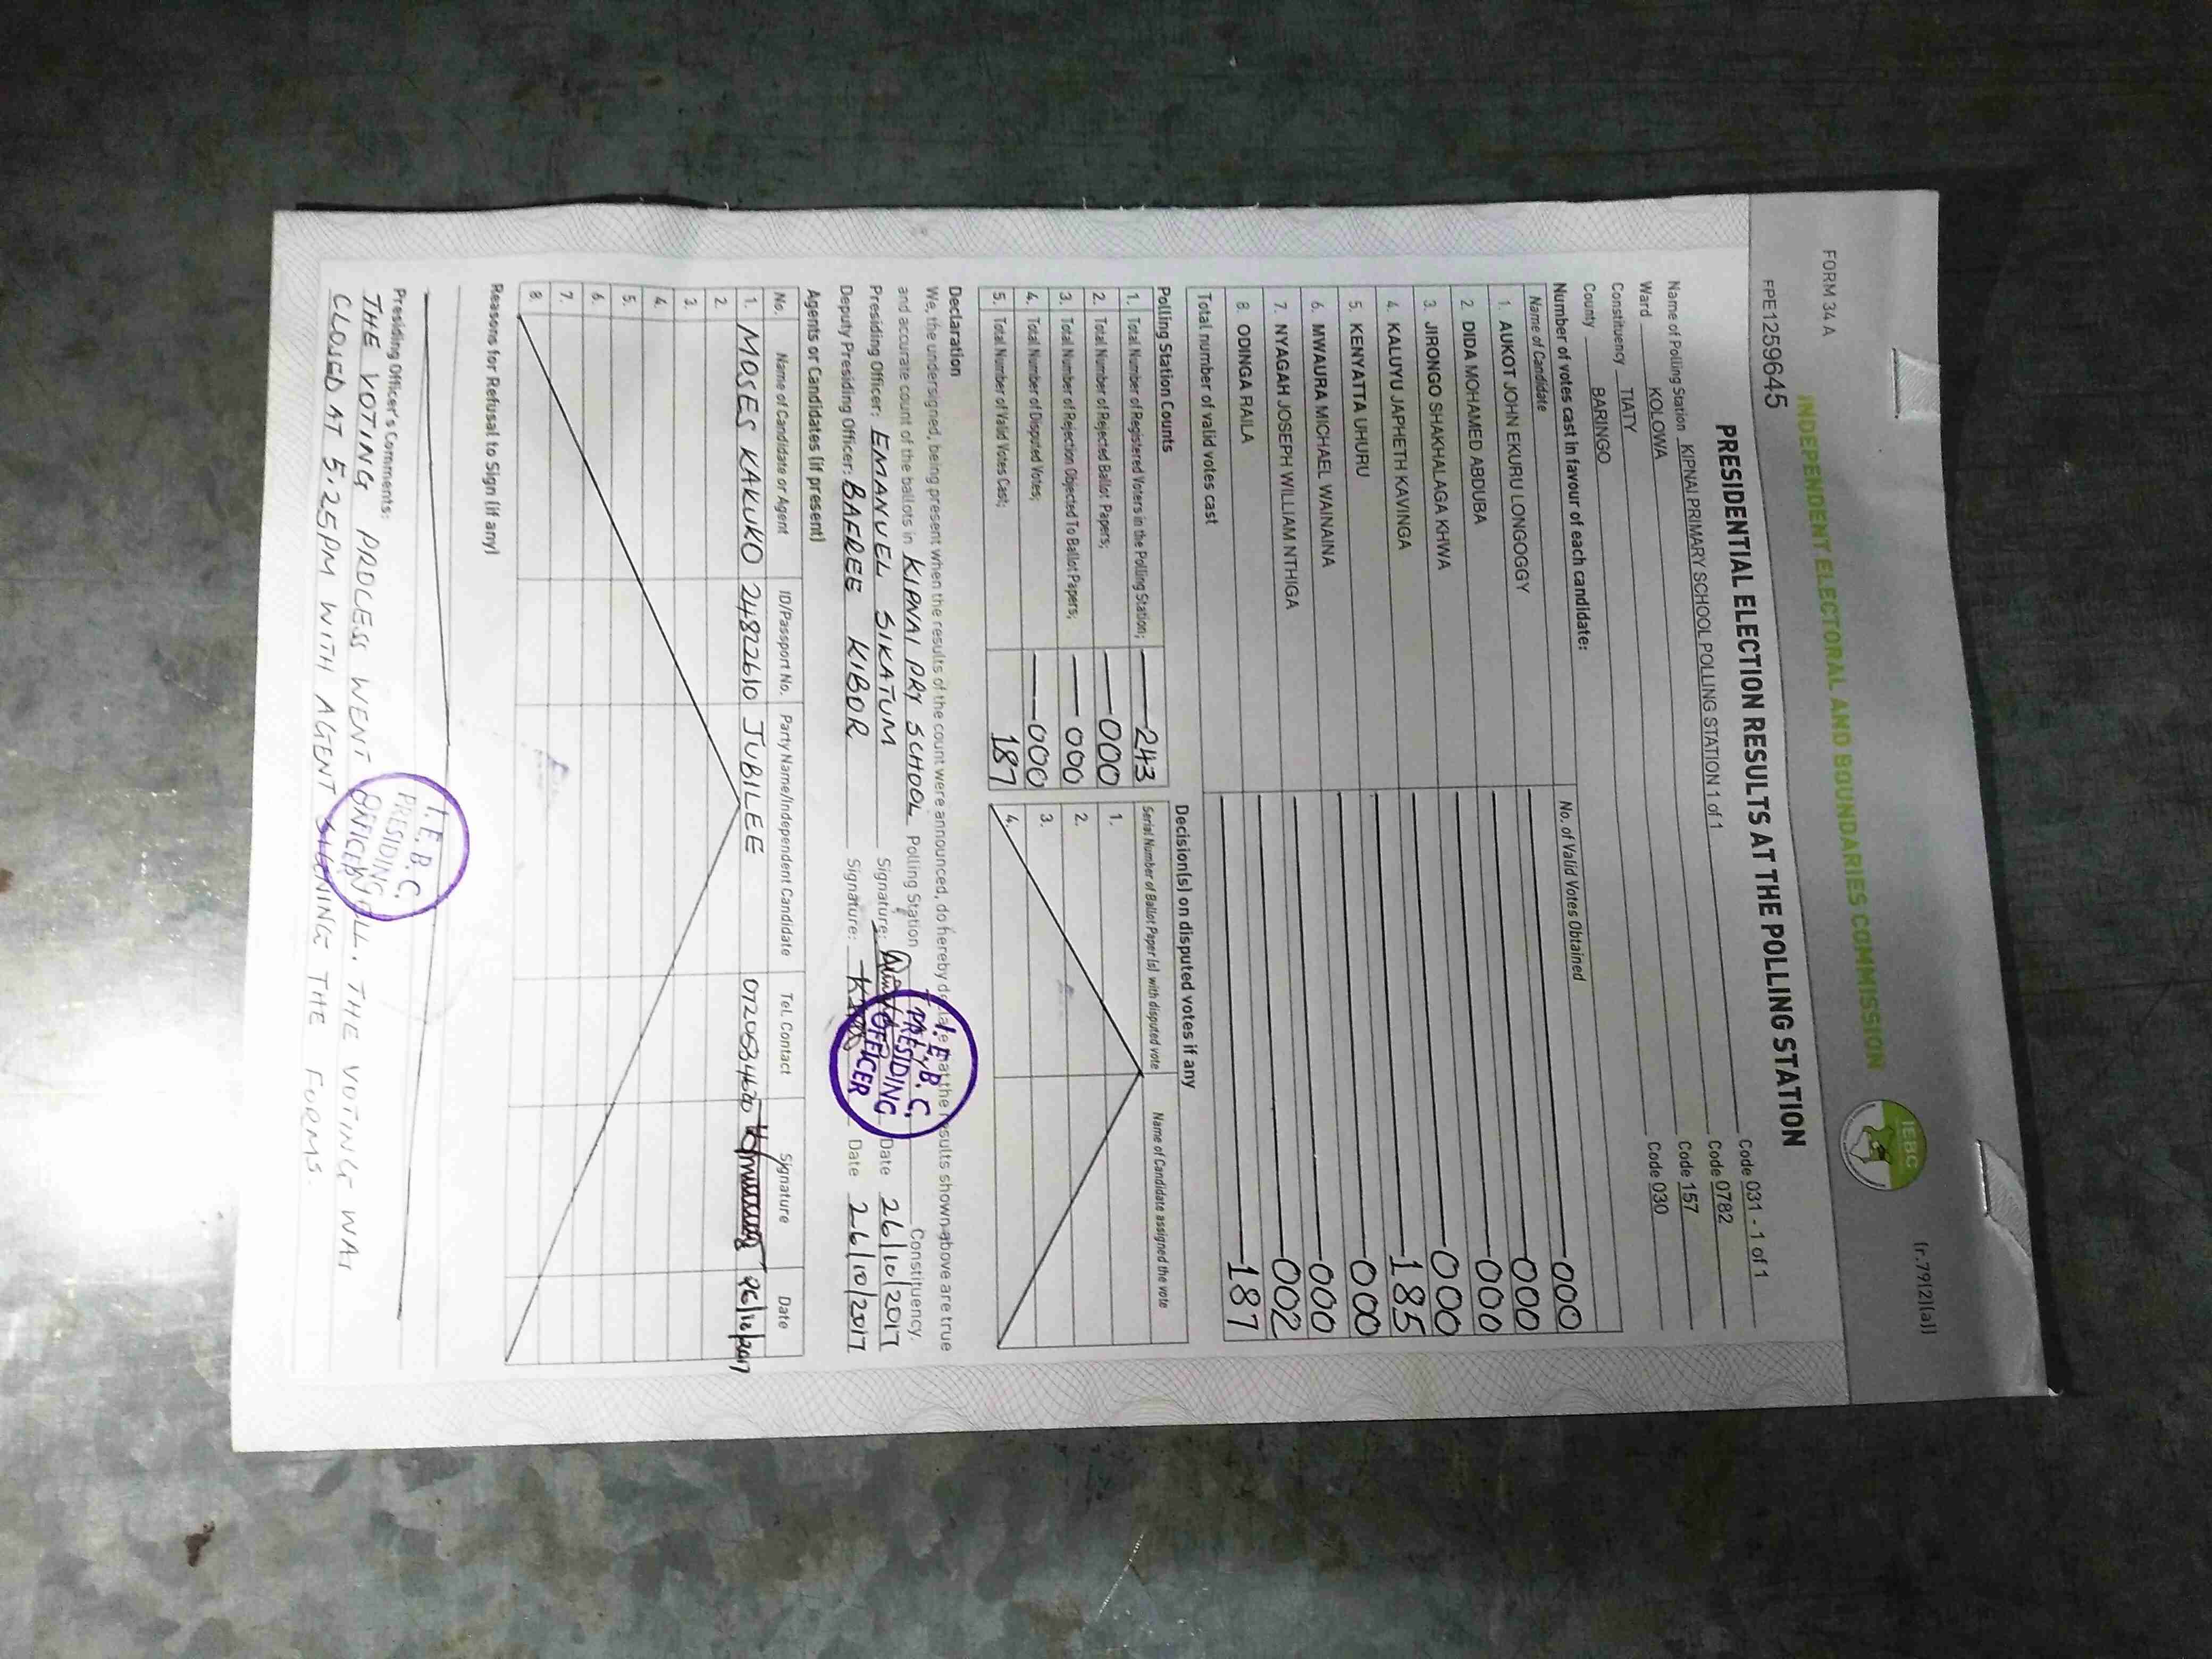 FORM 34 A
(r.79(2)(a))
INDEPENDENT ELECTORAL AND BOUNDARIES COMMISSION
IEBC
FPE1259645
PRESIDENTIAL ELECTION RESULTS AT THE POLLING STATION
Name of Polling Station KIPNAI PRIMARY SCHOOL POLLING STATION 1 of 1 Code 031 - 1 of 1
Ward KOLOWA Code 0782
Constituency TIATY Code 157
County BARINGO Code 030
Number of votes cast in favour of each candidate:
Name of Candidate No. of Valid Votes Obtained
1. AUKOT JOHN EKURU LONGOGGY 000
2. DIDA MOHAMED ABDUBA 000
3. JIRONGO SHAKHALAGA KHWA 000
4. KALUYU JAPHETH KAVINGA 000
5. KENYATTA UHURU 185
6. MWAURA MICHAEL WAINAINA 000
7. NYAGAH JOSEPH WILLIAM NTHIGA 000
8. ODINGA RAILA 002
Total number of valid votes cast 187
Polling Station Counts
1. Total Number of Registered Voters in the Polling Station; 243
2. Total Number of Rejected Ballot Papers; 000
3. Total Number of Rejection Objected To Ballot Papers; 000
4. Total Number of Disputed Votes; 000
5. Total Number of Valid Votes Cast; 187
Decision(s) on disputed votes if any
Serial Number of Ballot Paper(s) with disputed vote Name of Candidate assigned the vote
1.
2.
3.
4.
Declaration
We, the undersigned, being present when the results of the count were announced, do hereby declare that the results shown above are true
and accurate count of the ballots in KIPNAI PRY SCHOOL Polling Station Constituency.
Presiding Officer: EMANUEL SIKATUM Signature: Date 26/10/2017
Deputy Presiding Officer: BAEREE KIBOR Signature: Date 26/10/2017
I.E.B.C.
PRESIDING
OFFICER
Agents or Candidates (if present)
No. Name of Candidate or Agent ID/Passport No. Party Name/Independent Candidate Tel. Contact Signature Date
1. MOSES KAKUKO 24822610 JUBILEE 26/10/2017
2.
3.
4.
5.
6.
7.
8.
Reasons for Refusal to Sign (if any)
Presiding Officer's Comments:
THE VOTING PROCESS WENT WELL. THE VOTING WAS
CLOSED AT 5.25PM WITH AGENT SIGNING THE FORMS.
I.E.B.C.
PRESIDING
OFFICER